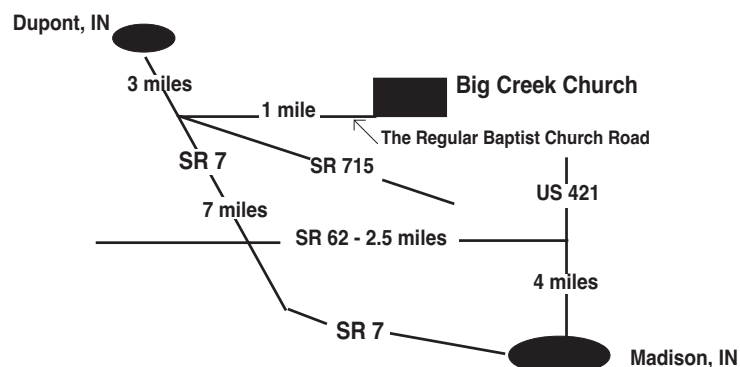 Dupont, IN
3 miles
Big Creek Church
1 mile
The Regular Baptist Church Road
SR 7
SR 715
US 421
7 miles
SR 62 - 2.5 miles
4 miles
SR 7
Madison, IN